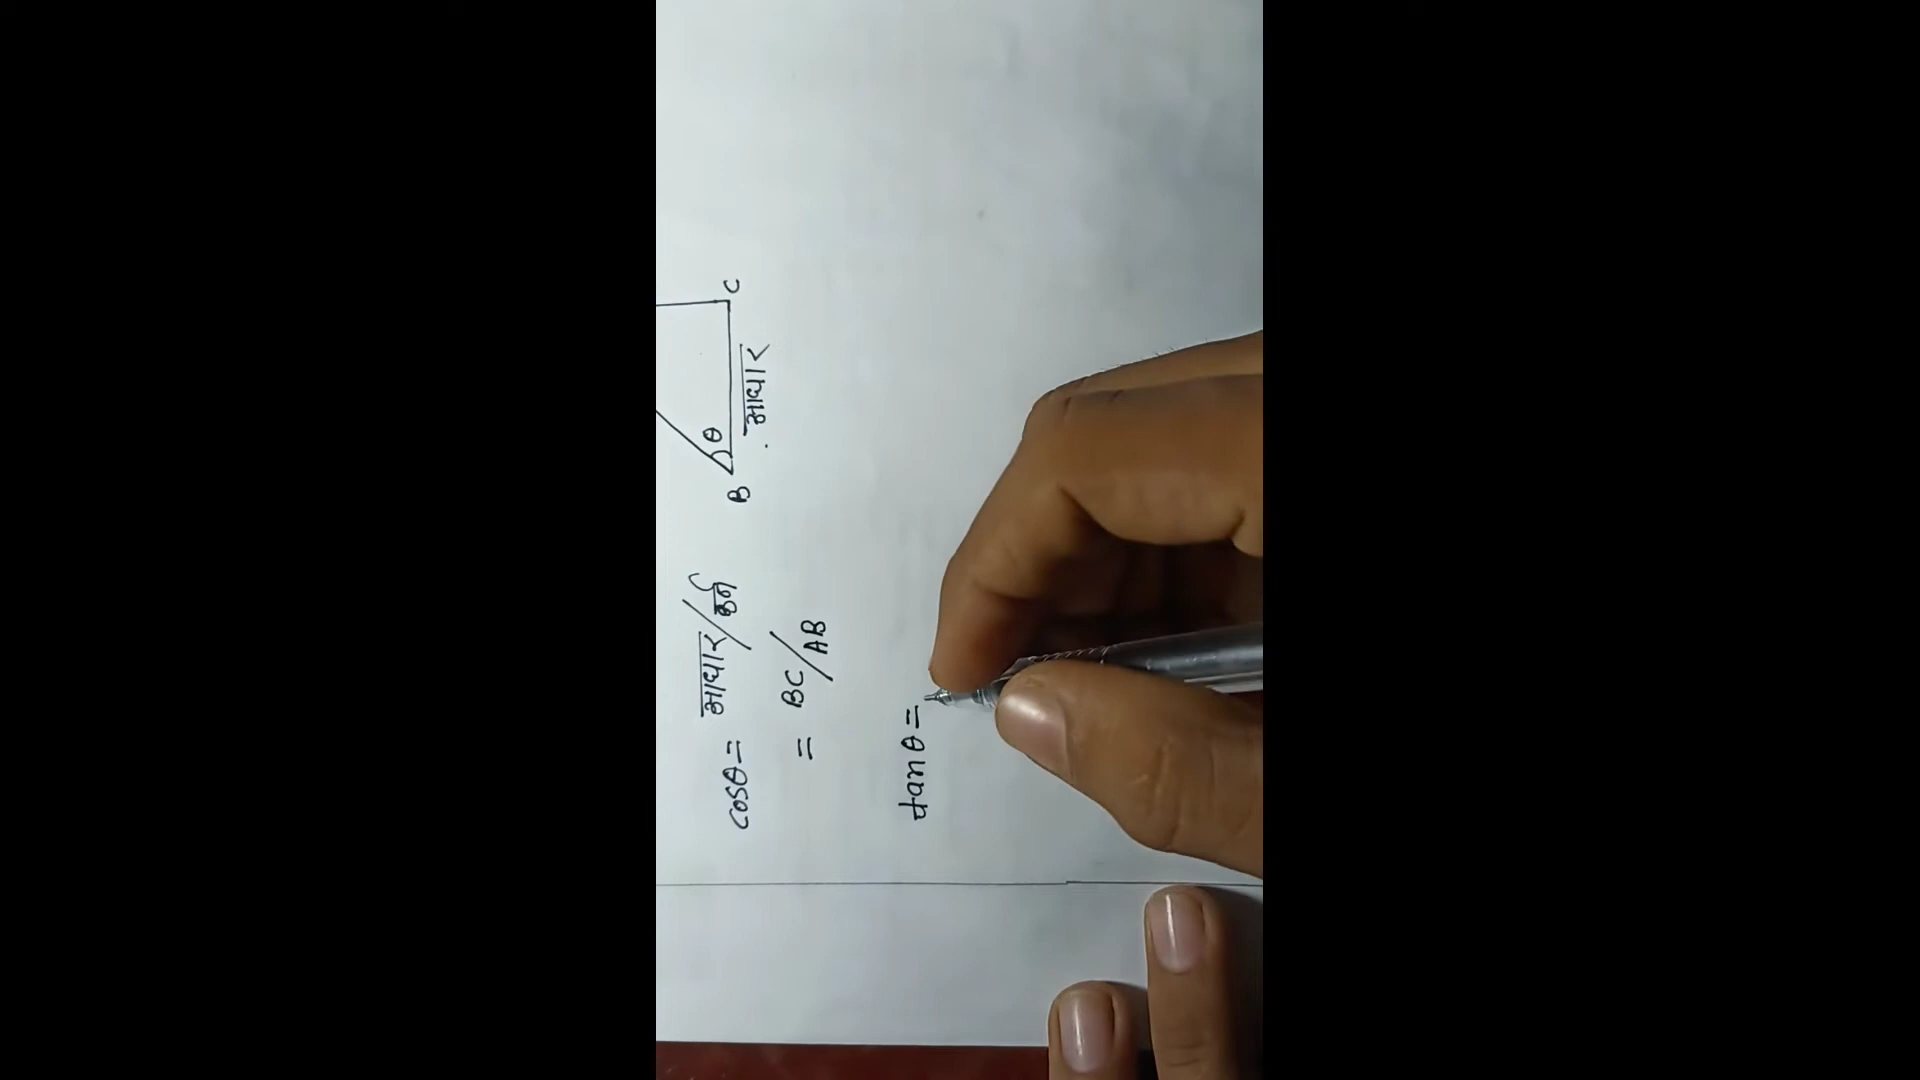 C
θ
B
आधार
cosθ = आधार/कर्ण
= BC/AB
tanθ =